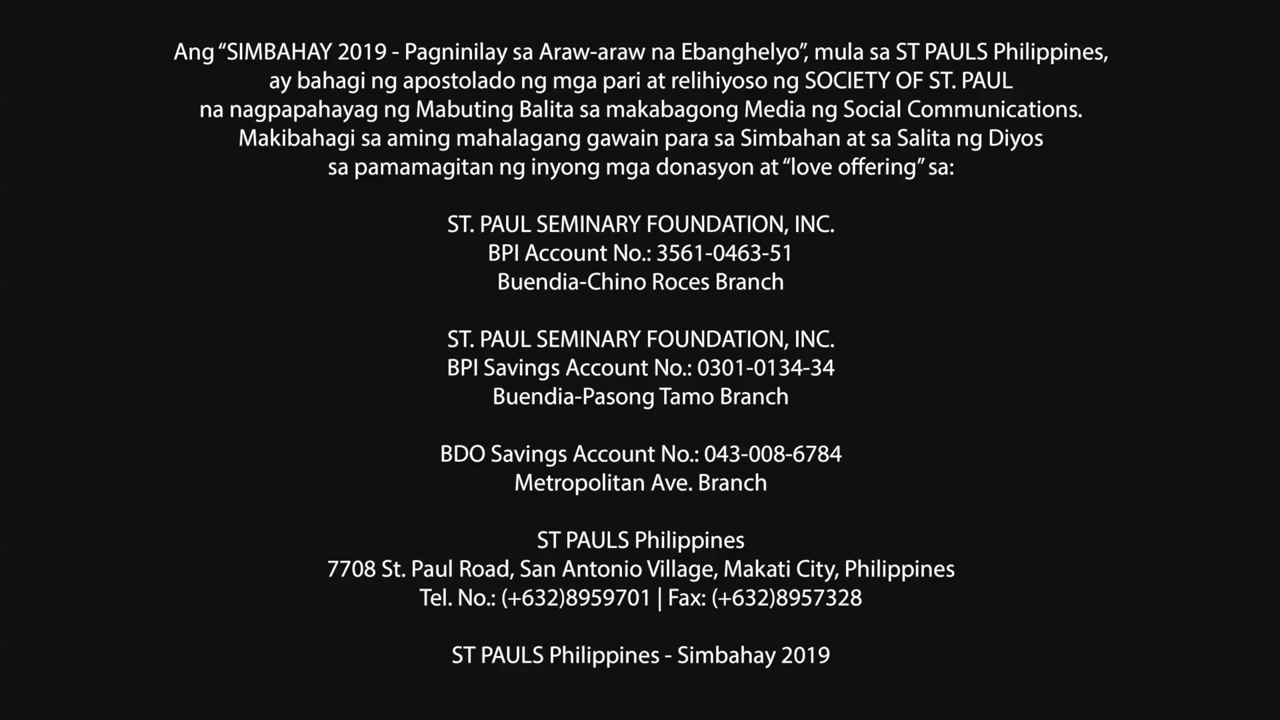 Ang “SIMBAHAY 2019 - Pagninilay sa Araw-araw na Ebanghelyo”, mula sa ST PAULS Philippines,
ay bahagi ng apostolado ng mga pari at relihiyoso ng SOCIETY OF ST. PAUL
na nagpapahayag ng Mabuting Balita sa makabagong Media ng Social Communications.
Makibahagi sa aming mahalagang gawain para sa Simbahan at sa Salita ng Diyos
sa pamamagitan ng inyong mga donasyon at “love offering” sa:
ST. PAUL SEMINARY FOUNDATION, INC.
BPI Account No.: 3561-0463-51
Buendia-Chino Roces Branch
ST. PAUL SEMINARY FOUNDATION, INC.
BPI Savings Account No.: 0301-0134-34
Buendia-Pasong Tamo Branch
BDO Savings Account No.: 043-008-6784
Metropolitan Ave. Branch
ST PAULS Philippines
7708 St. Paul Road, San Antonio Village, Makati City, Philippines
Tel. No.: (+632)8959701 | Fax: (+632)8957328
ST PAULS Philippines - Simbahay 2019